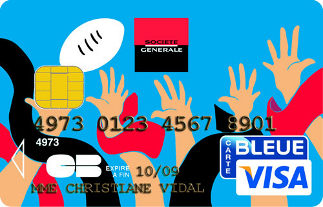 SOCIETE
GENERALE
4973 0123 4567 8901
4973
CB
EXPIRE
A FIN
10/09
MME CHRISTIANE VIDAL
CARTE
BLEUE
VISA